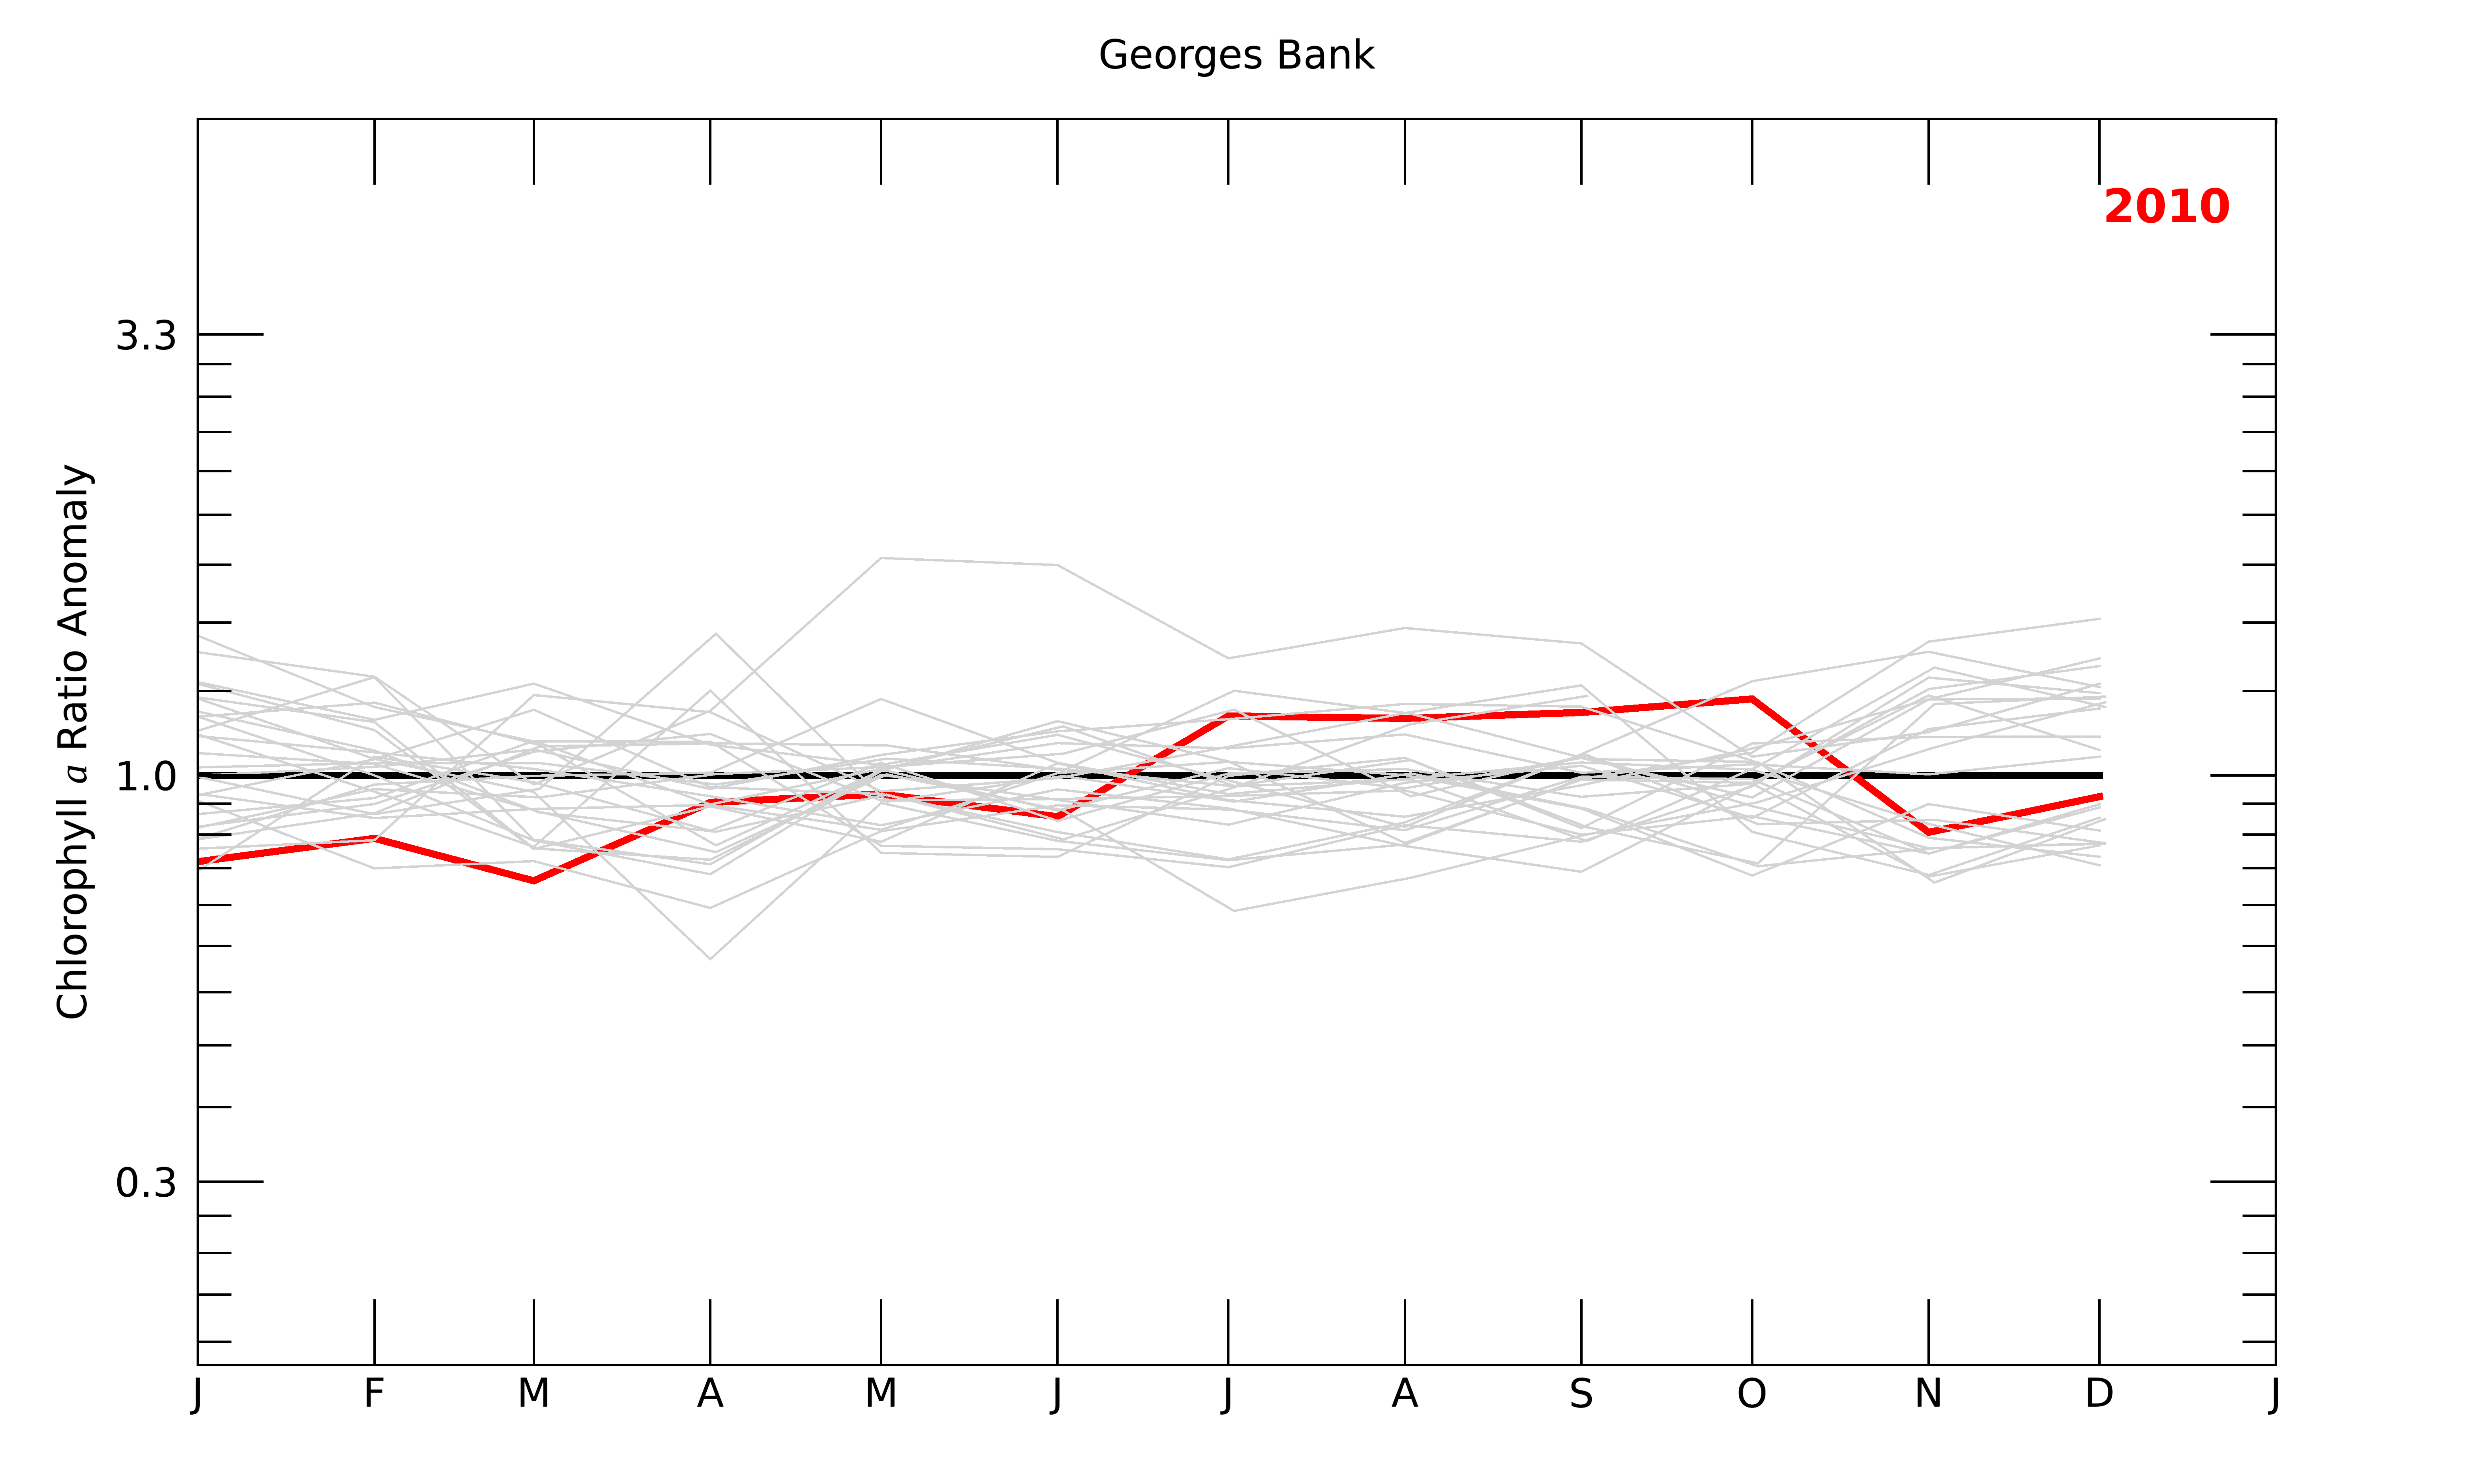 Georges Bank
2010
3.3
1.0
0.3
Chlorophyll a Ratio Anomaly
J F M A M J J A S O N D J